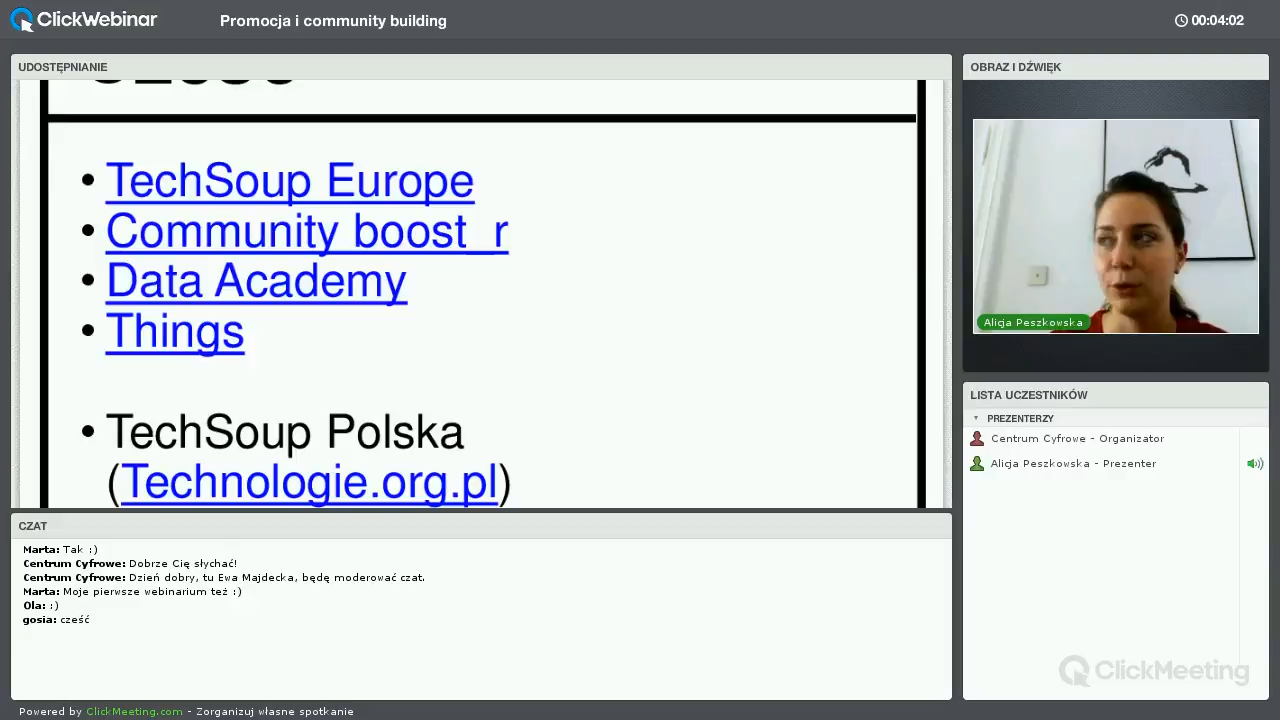 ClickWebinar
Promocja i community building
00:04:02
UDOSTĘPNIANIE
• TechSoup Europe
• Community boost_r
• Data Academy
• Things
• TechSoup Polska
(Technologie.org.pl)
OBRAZ I DŹWIĘK
Alicja Peszkowska
LISTA UCZESTNIKÓW
PREZENTERZY
Centrum Cyfrowe - Organizator
Alicja Peszkowska - Prezenter
CZAT
Marta: Tak :)
Centrum Cyfrowe: Dobrze Cię słychać!
Centrum Cyfrowe: Dzień dobry, tu Ewa Majdecka, będę moderować czat.
Marta: Moje pierwsze webinarium też :)
Ola: :)
gosia: cześć
ClickMeeting
Powered by ClickMeeting.com - Zorganizuj własne spotkanie